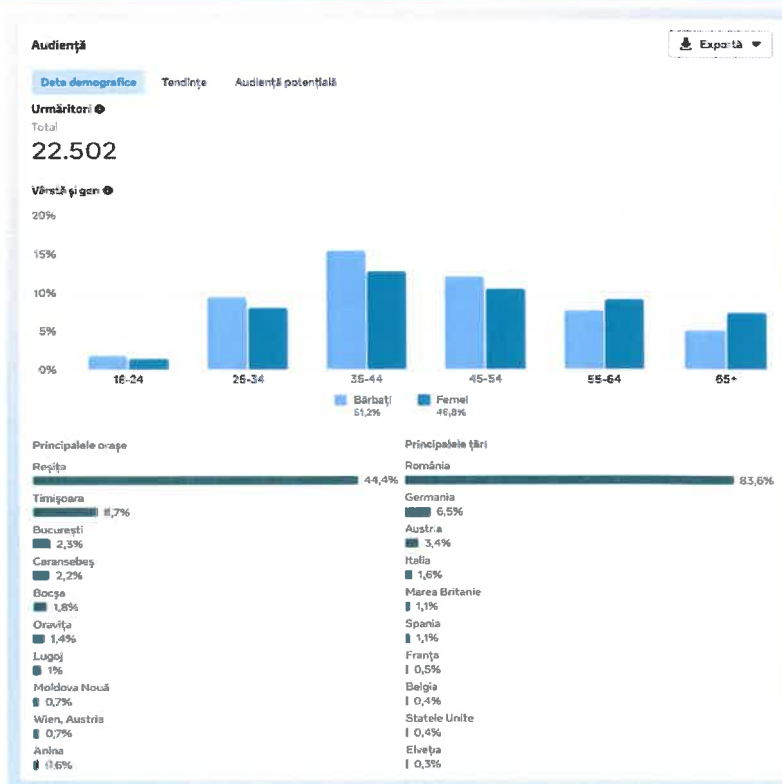 Audiență
Exportă
Date demografice Tendințe Audiență potențială
Urmăritori
Total
22.502
Vârstă și gen
20%
15%
10%
5%
0%
18-24 25-34 35-44 45-54 55-64 65+
Bărbați Femei
51,2% 48,8%
Principalele orașe
Reșița
44,4%
Timișoara
8,7%
București
2,3%
Caransebeș
2,2%
Bocșa
1,8%
Oravița
1,4%
Lugoj
1%
Moldova Nouă
0,7%
Wien, Austria
0,7%
Anina
0,6%
Principalele țări
România
83,6%
Germania
6,5%
Austria
3,4%
Italia
1,6%
Marea Britanie
1,1%
Spania
1,1%
Franța
0,5%
Belgia
0,4%
Statele Unite
0,4%
Elveția
0,3%